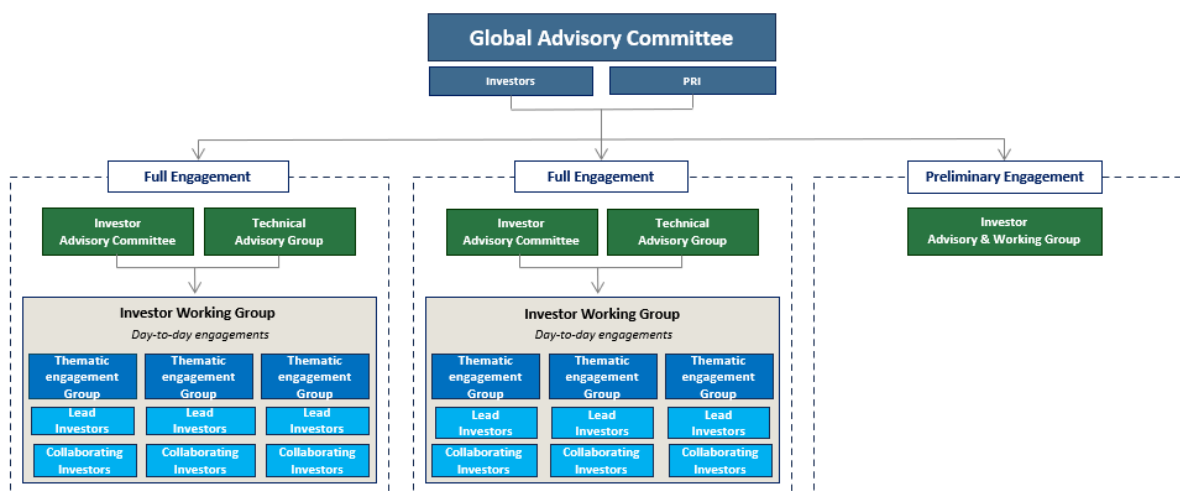 Global Advisory Committee
Investors
PRI
Full Engagement
Full Engagement
Preliminary Engagement
Investor
Advisory Committee
Technical
Advisory Group
Investor
Advisory Committee
Technical
Advisory Group
Investor
Advisory & Working Group
Investor Working Group
Day-to-day engagements
Thematic
engagement
Group
Thematic
engagement
Group
Thematic
engagement
Group
Lead
Investors
Lead
Investors
Lead
Investors
Collaborating
Investors
Collaborating
Investors
Collaborating
Investors
Investor Working Group
Day-to-day engagements
Thematic
engagement
Group
Thematic
engagement
Group
Thematic
engagement
Group
Lead
Investors
Lead
Investors
Lead
Investors
Collaborating
Investors
Collaborating
Investors
Collaborating
Investors